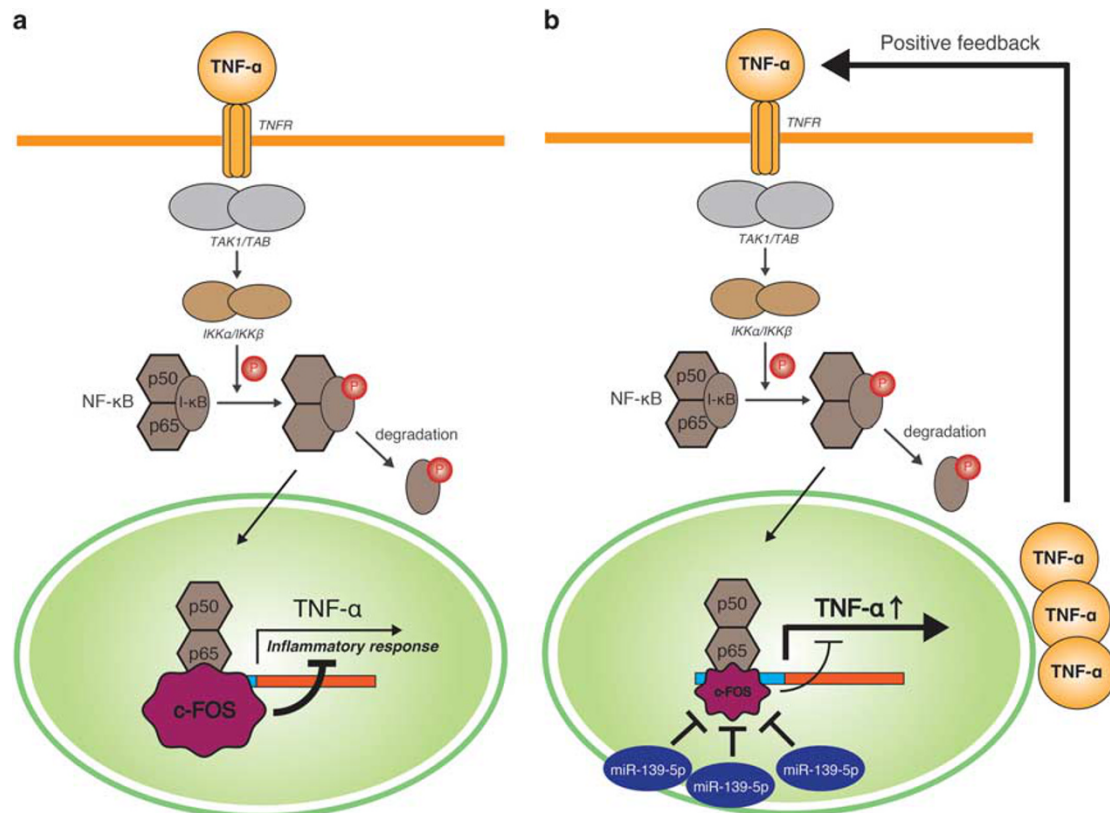 a
TNF-α
TNFR
TAK1/TAB
IKKα/IKKβ
P
p50
NF-κB
I-κB
p65
P
degradation
P
p50
TNF-α
p65
Inflammatory response
c-FOS
b
Positive feedback
TNF-α
TNFR
TAK1/TAB
IKKα/IKKβ
P
p50
NF-κB
I-κB
p65
P
degradation
P
TNF-α
TNF-α
TNF-α
p50
TNF-α ↑
p65
c-FOS
miR-139-5p
miR-139-5p
miR-139-5p